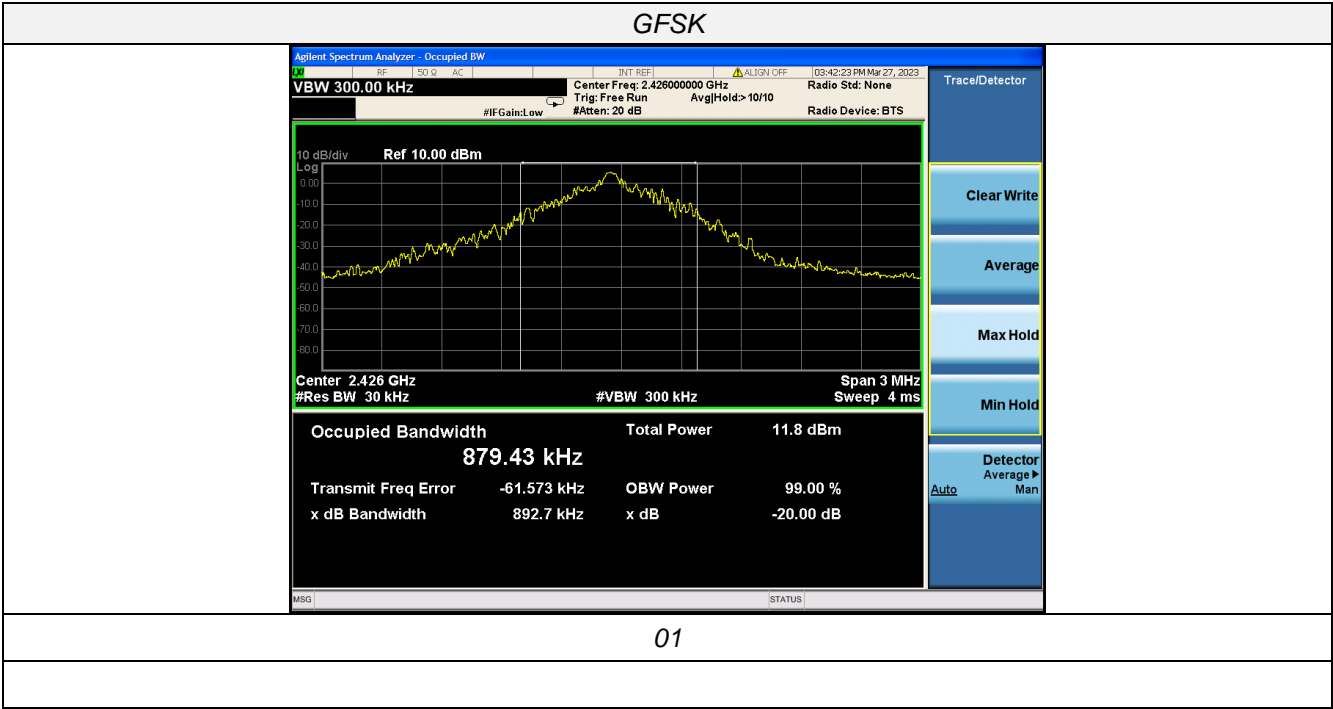 GFSK
Agilent Spectrum Analyzer - Occupied BW
LXI RF 50 Ω AC INT REF ALIGN OFF 03:42:23 PM Mar 27, 2023
VBW 300.00 kHz
Center Freq: 2.426000000 GHz
Radio Std: None
Trig: Free Run Avg|Hold:> 10/10
#IFGain:Low #Atten: 20 dB Radio Device: BTS
Trace/Detector
10 dB/div Ref 10.00 dBm
Log
0.00
-10.0
-20.0
-30.0
-40.0
-50.0
-60.0
-70.0
-80.0
Center 2.426 GHz Span 3 MHz
#Res BW 30 kHz #VBW 300 kHz Sweep 4 ms
Occupied Bandwidth Total Power 11.8 dBm
879.43 kHz
Transmit Freq Error -61.573 kHz OBW Power 99.00 %
x dB Bandwidth 892.7 kHz x dB -20.00 dB
Clear Write
Average
Max Hold
Min Hold
Detector
Average
Auto Man
MSG STATUS
01